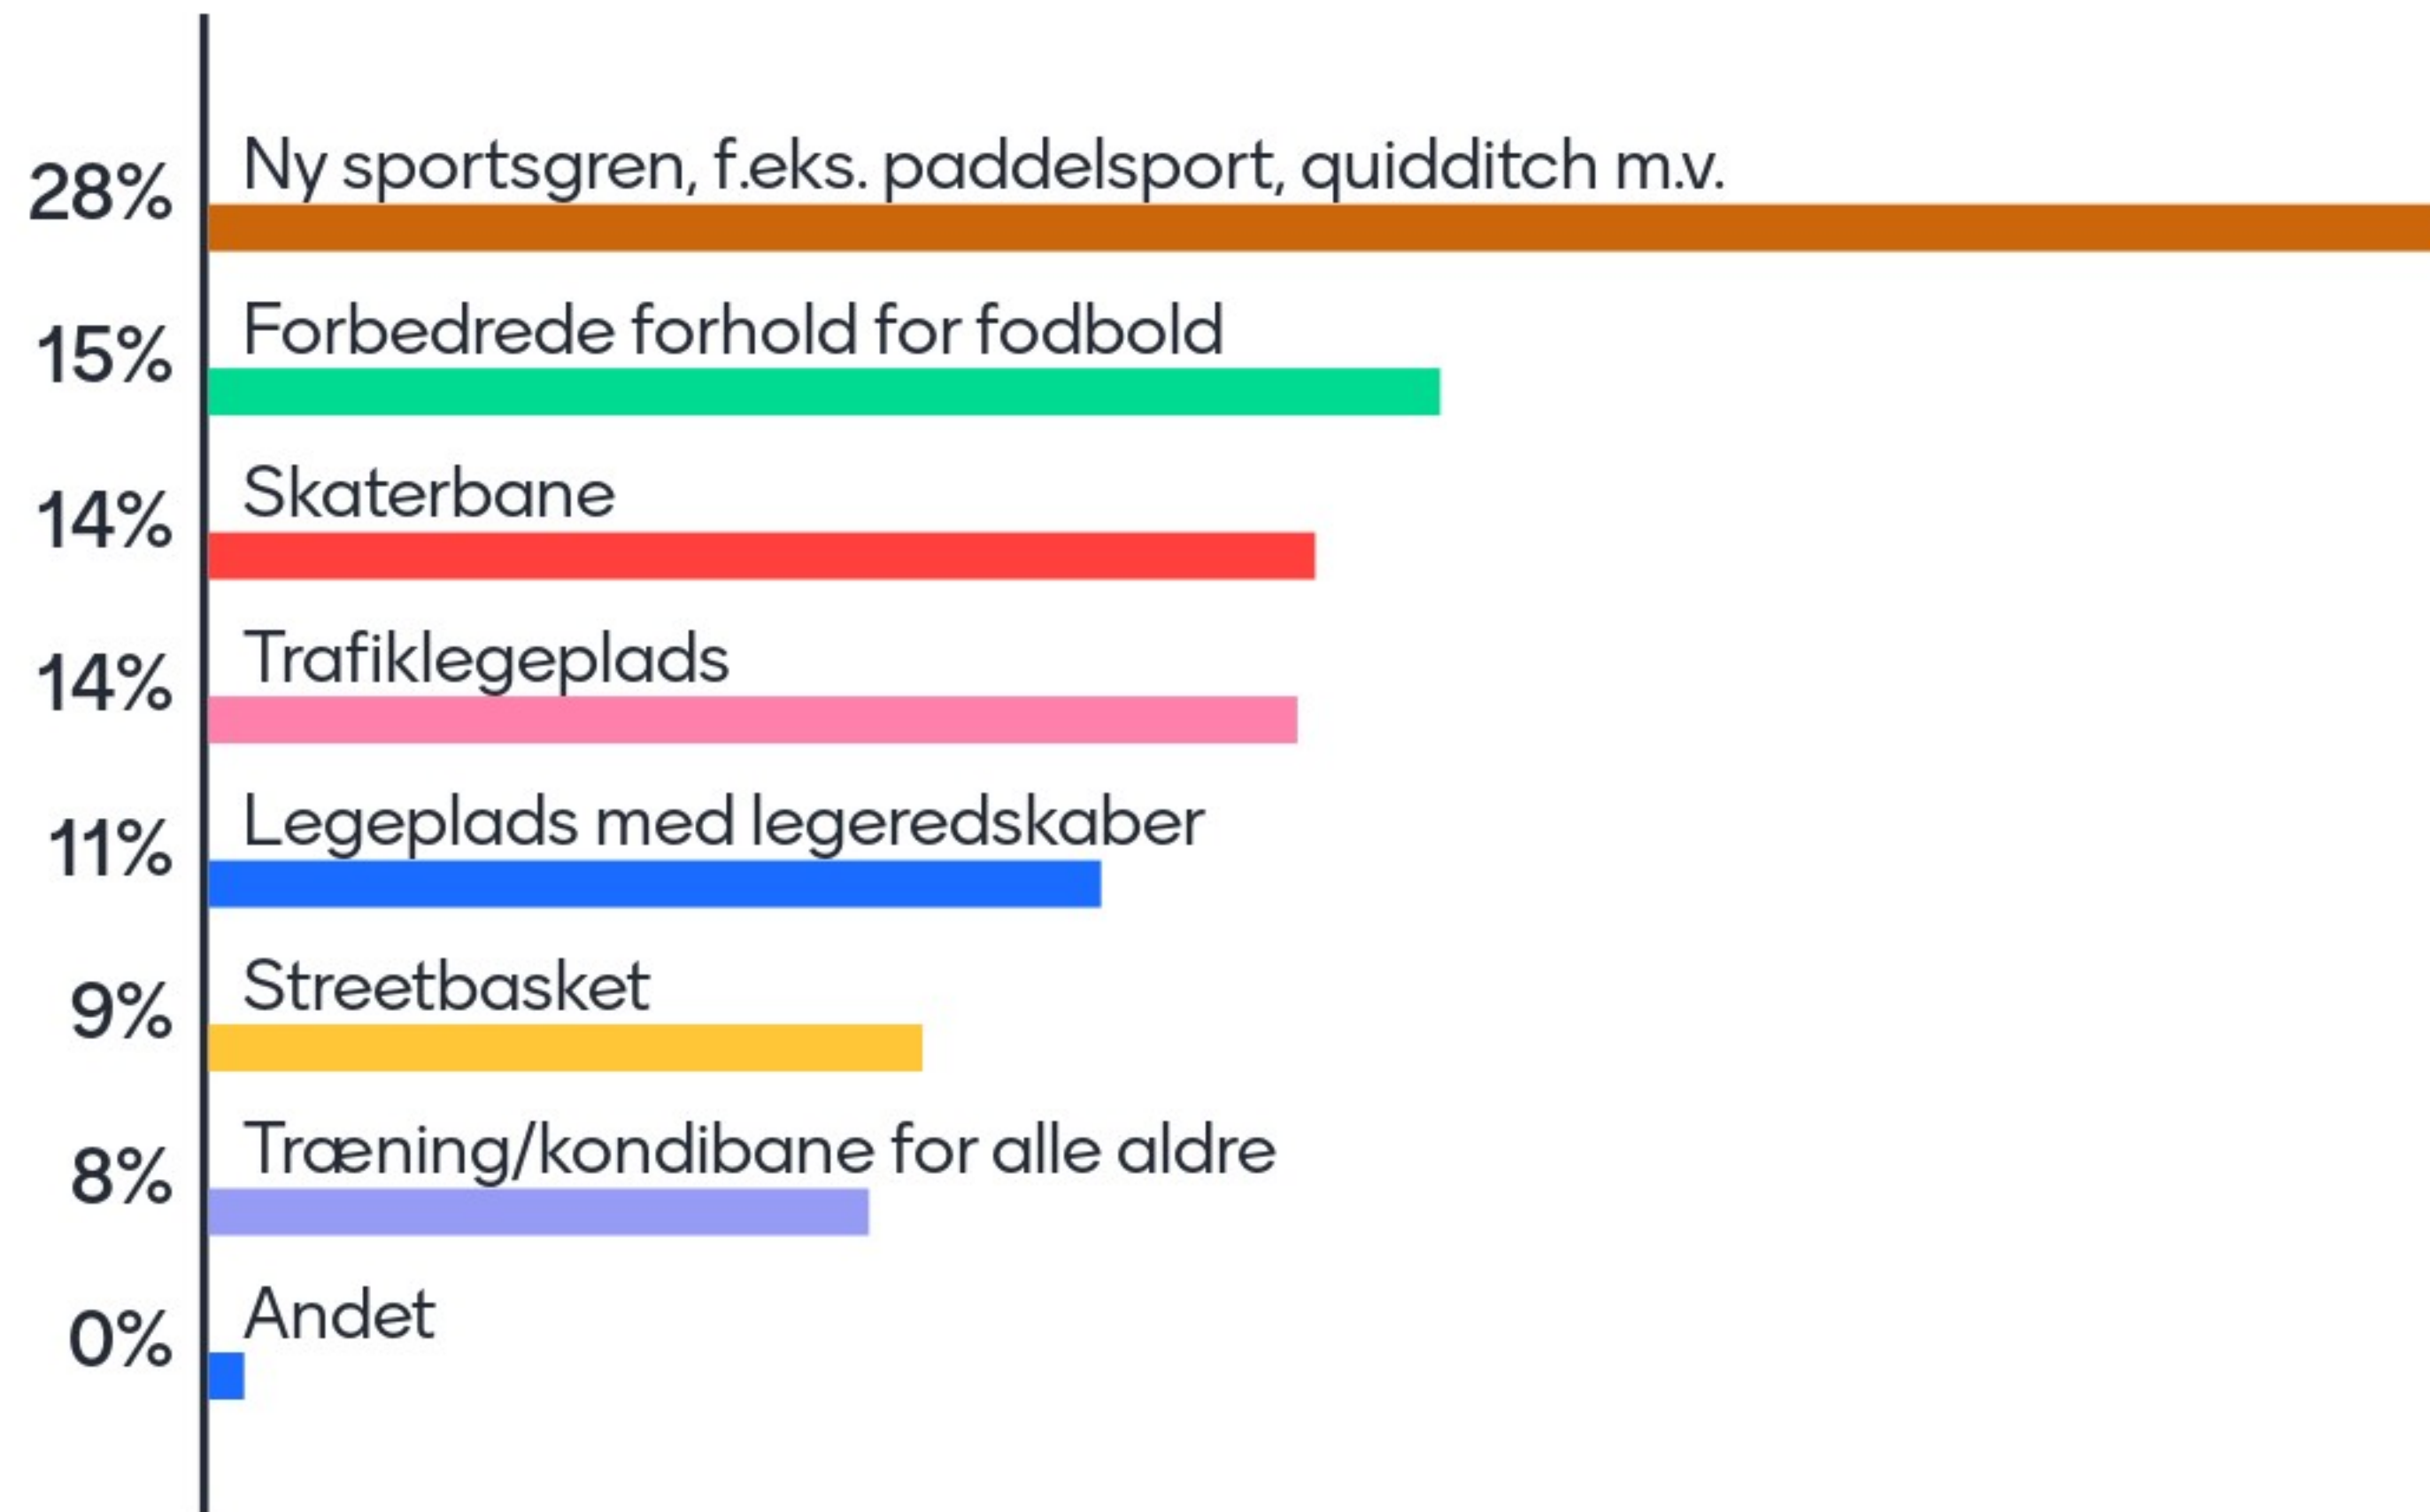 28% Ny sportsgren, f.eks. paddelsport, quidditch m.v.
15% Forbedrede forhold for fodbold
14% Skaterbane
14% Trafiklegeplads
11% Legeplads med legeredskaber
9% Streetbasket
8% Træning/kondibane for alle aldre
0% Andet